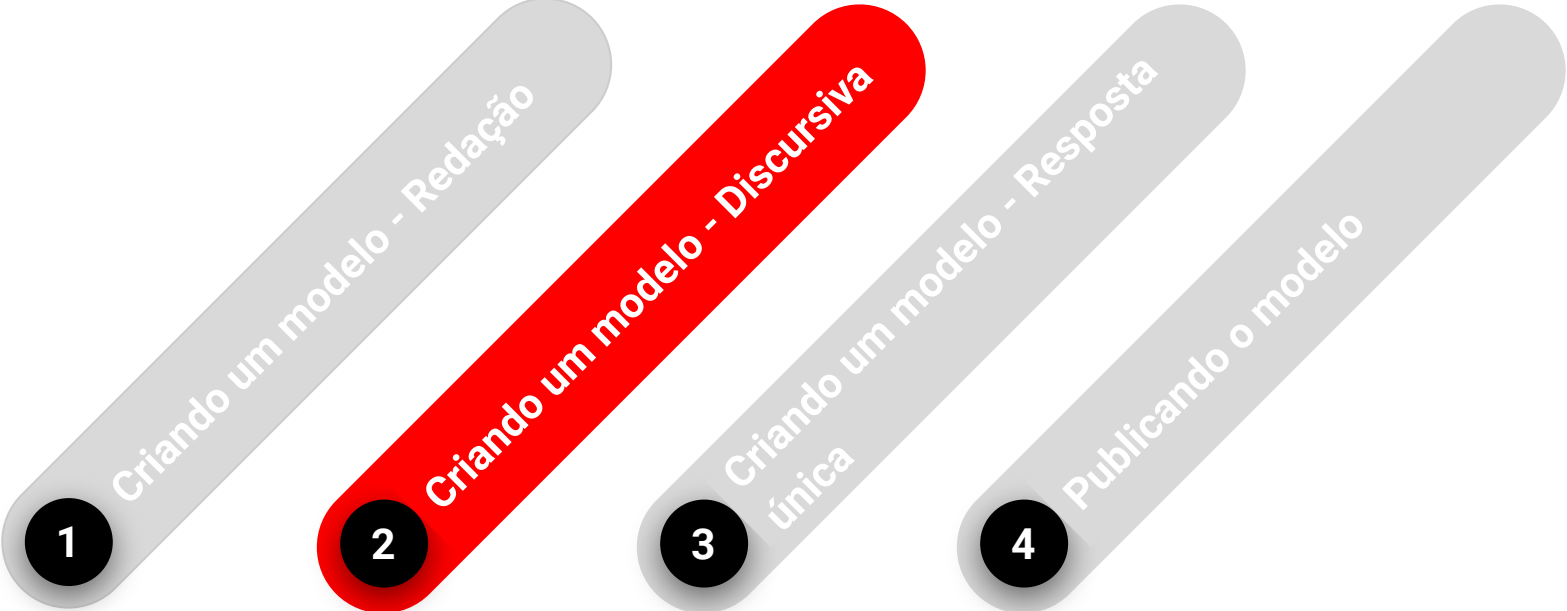 1
Criando um modelo - Redação
2
Criando um modelo - Discursiva
3
Criando um modelo - Resposta
única
4
Publicando o modelo